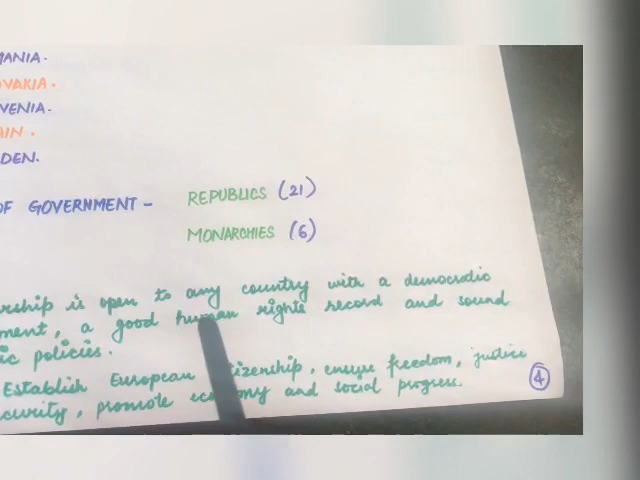 MANIA.
OVAKIA.
VENIA.
AIN.
DEN.
OF GOVERNMENT - REPUBLICS (21)
MONARCHIES (6)
ership is open to any country with a democratic
ment, a good human rights record and sound
ic policies.
Establish European citizenship, ensure freedom, justice
ecurity, promote economy and social progress.
4